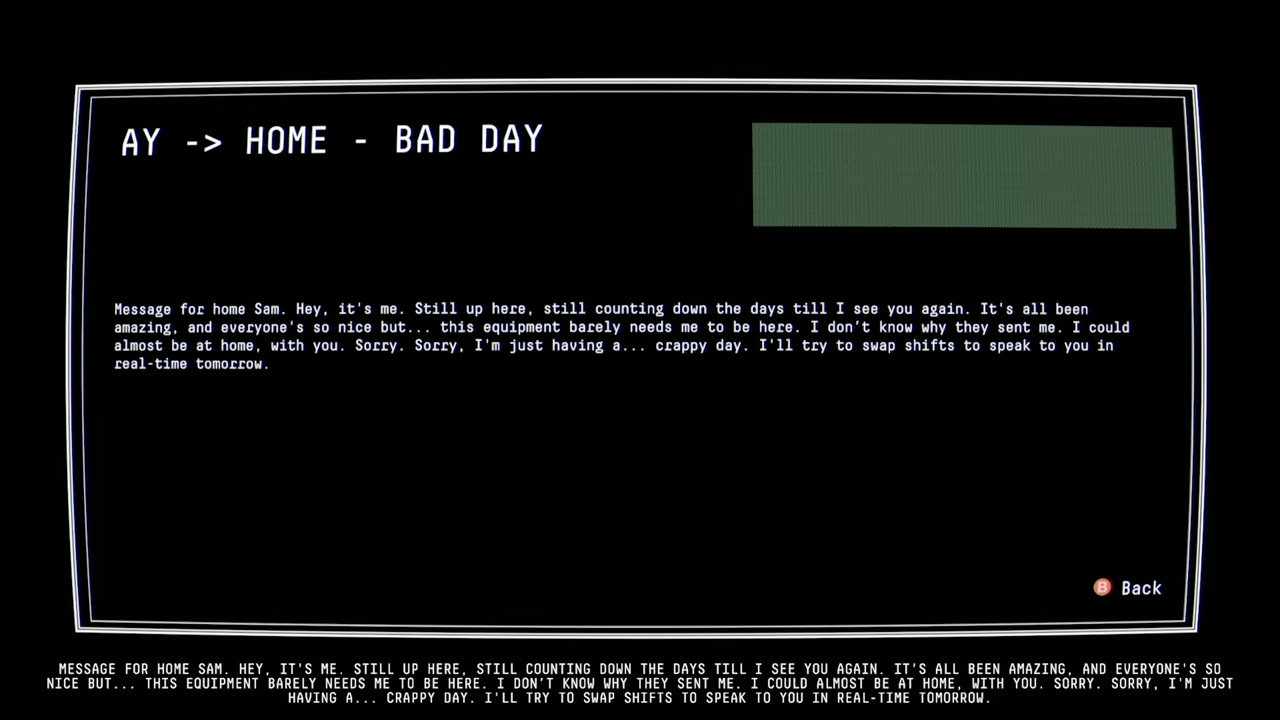 AY -> HOME - BAD DAY
Message for home Sam. Hey, it's me. Still up here, still counting down the days till I see you again. It's all been
amazing, and everyone's so nice but... this equipment barely needs me to be here. I don't know why they sent me. I could
almost be at home, with you. Sorry. Sorry, I'm just having a... crappy day. I'll try to swap shifts to speak to you in
real-time tomorrow.
B Back
MESSAGE FOR HOME SAM. HEY, IT'S ME. STILL UP HERE, STILL COUNTING DOWN THE DAYS TILL I SEE YOU AGAIN. IT'S ALL BEEN AMAZING, AND EVERYONE'S SO
NICE BUT... THIS EQUIPMENT BARELY NEEDS ME TO BE HERE. I DON'T KNOW WHY THEY SENT ME. I COULD ALMOST BE AT HOME, WITH YOU. SORRY. SORRY, I'M JUST
HAVING A... CRAPPY DAY. I'LL TRY TO SWAP SHIFTS TO SPEAK TO YOU IN REAL-TIME TOMORROW.